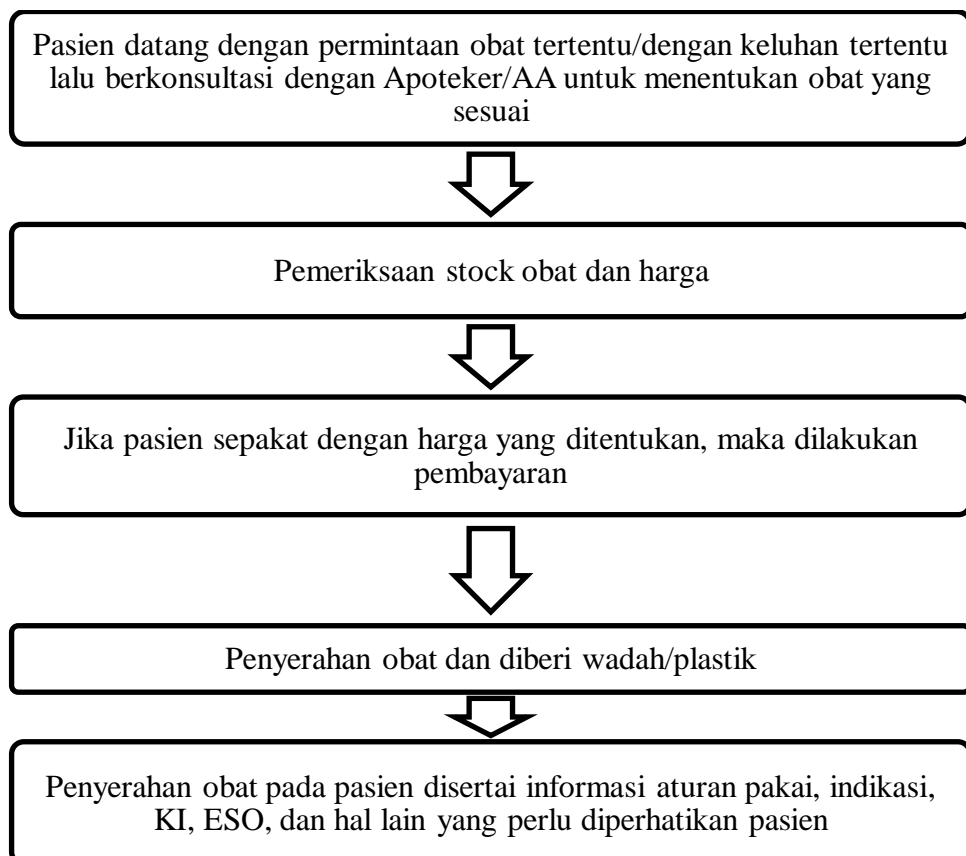 Pasien datang dengan permintaan obat tertentu/dengan keluhan tertentu
lalu berkonsultasi dengan Apoteker/AA untuk menentukan obat yang
sesuai
Pemeriksaan stock obat dan harga
Jika pasien sepakat dengan harga yang ditentukan, maka dilakukan
pembayaran
Penyerahan obat dan diberi wadah/plastik
Penyerahan obat pada pasien disertai informasi aturan pakai, indikasi,
KI, ESO, dan hal lain yang perlu diperhatikan pasien